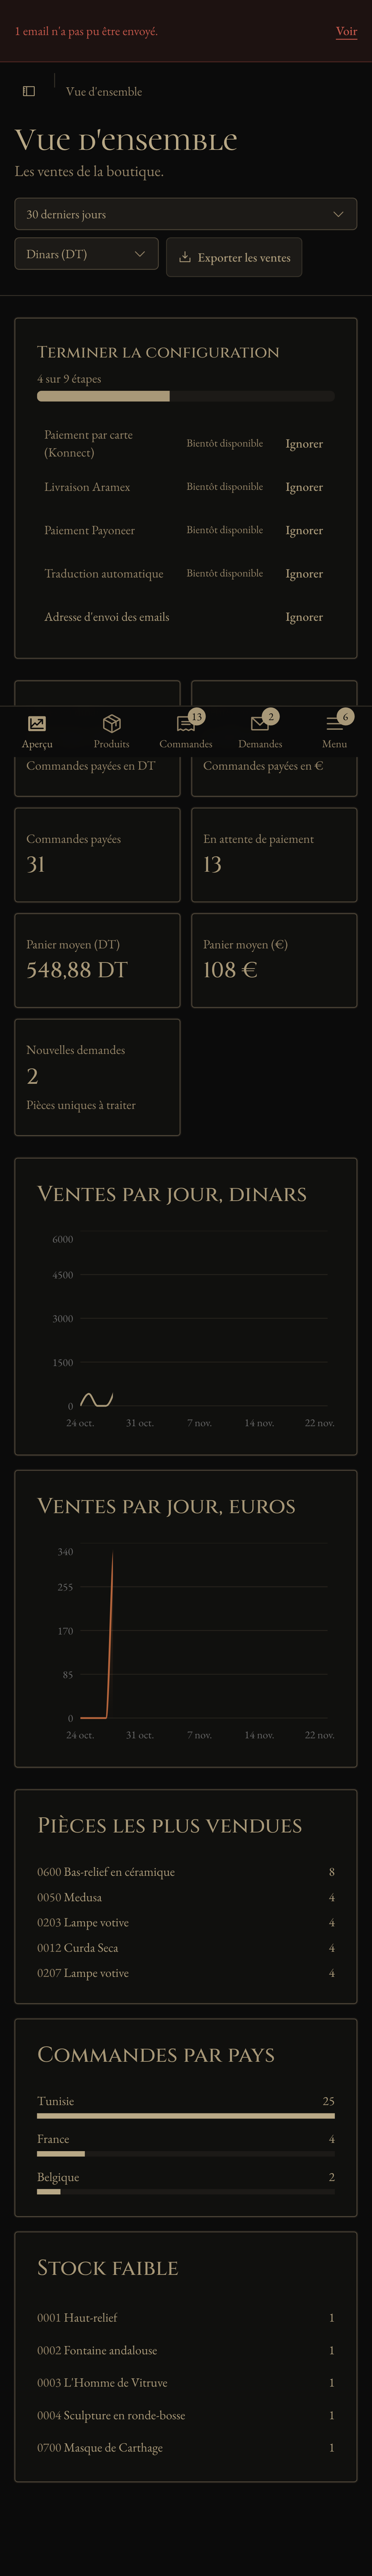 1 email n'a pas pu être envoyé.
Voir
Vue d'ensemble
Vue d'ensemble
Les ventes de la boutique.
30 derniers jours
Dinars (DT)
Exporter les ventes
Terminer la configuration
4 sur 9 étapes
Paiement par carte
(Konnect)
Bientôt disponible
Ignorer
Livraison Aramex
Bientôt disponible
Ignorer
Paiement Payoneer
Bientôt disponible
Ignorer
Traduction automatique
Bientôt disponible
Ignorer
Adresse d'envoi des emails
Ignorer
13
2
6
Aperçu
Produits
Commandes
Demandes
Menu
Commandes payées en DT
Commandes payées en €
Commandes payées
31
En attente de paiement
13
Panier moyen (DT)
548,88 DT
Panier moyen (€)
108 €
Nouvelles demandes
2
Pièces uniques à traiter
Ventes par jour, dinars
6000
4500
3000
1500
0
24 oct. 31 oct. 7 nov. 14 nov. 22 nov.
Ventes par jour, euros
340
255
170
85
0
24 oct. 31 oct. 7 nov. 14 nov. 22 nov.
Pièces les plus vendues
0600 Bas-relief en céramique 8
0050 Medusa 4
0203 Lampe votive 4
0012 Curda Seca 4
0207 Lampe votive 4
Commandes par pays
Tunisie 25
France 4
Belgique 2
Stock faible
0001 Haut-relief 1
0002 Fontaine andalouse 1
0003 L'Homme de Vitruve 1
0004 Sculpture en ronde-bosse 1
0700 Masque de Carthage 1